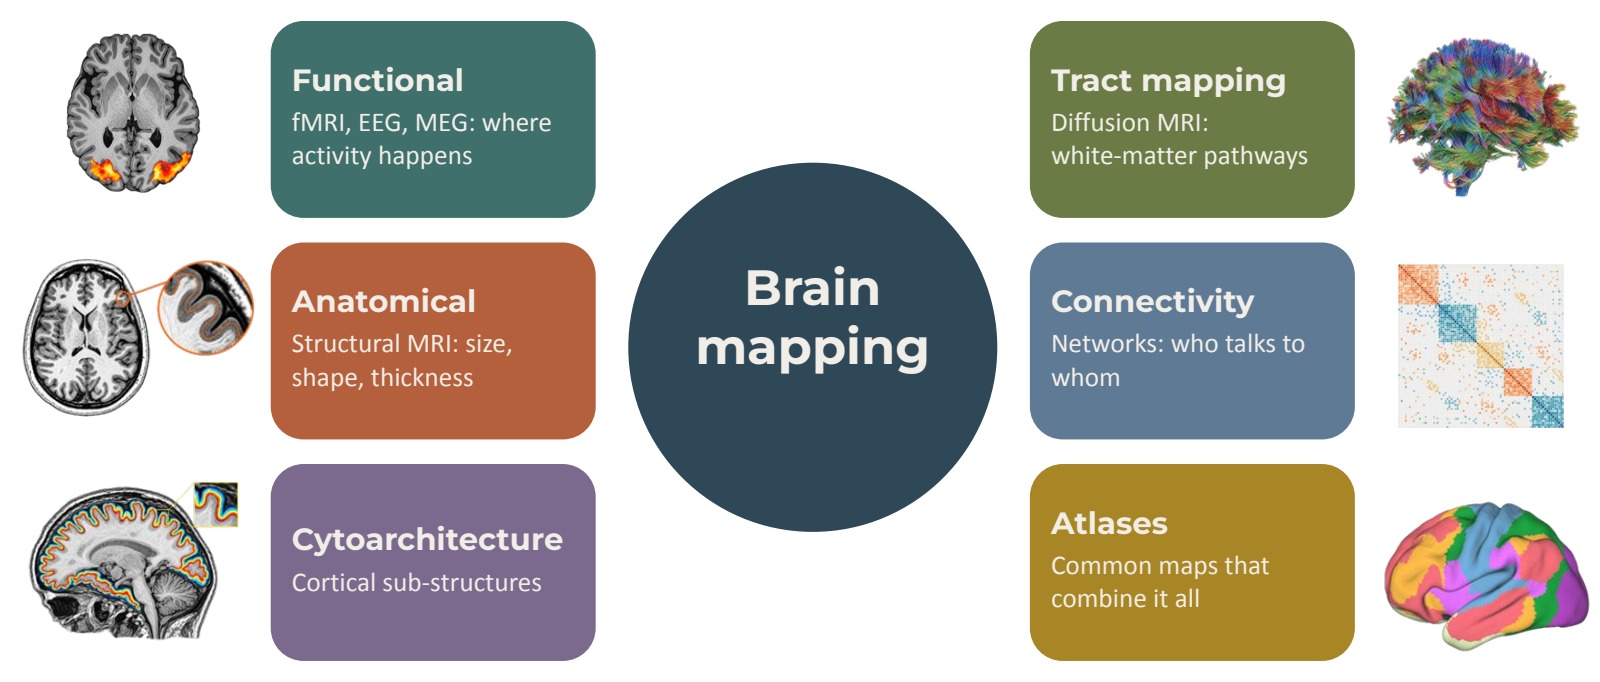 Functional
fMRI, EEG, MEG: where
activity happens
Anatomical
Structural MRI: size,
shape, thickness
Cytoarchitecture
Cortical sub-structures
Brain
mapping
Tract mapping
Diffusion MRI:
white-matter pathways
Connectivity
Networks: who talks to
whom
Atlases
Common maps that
combine it all